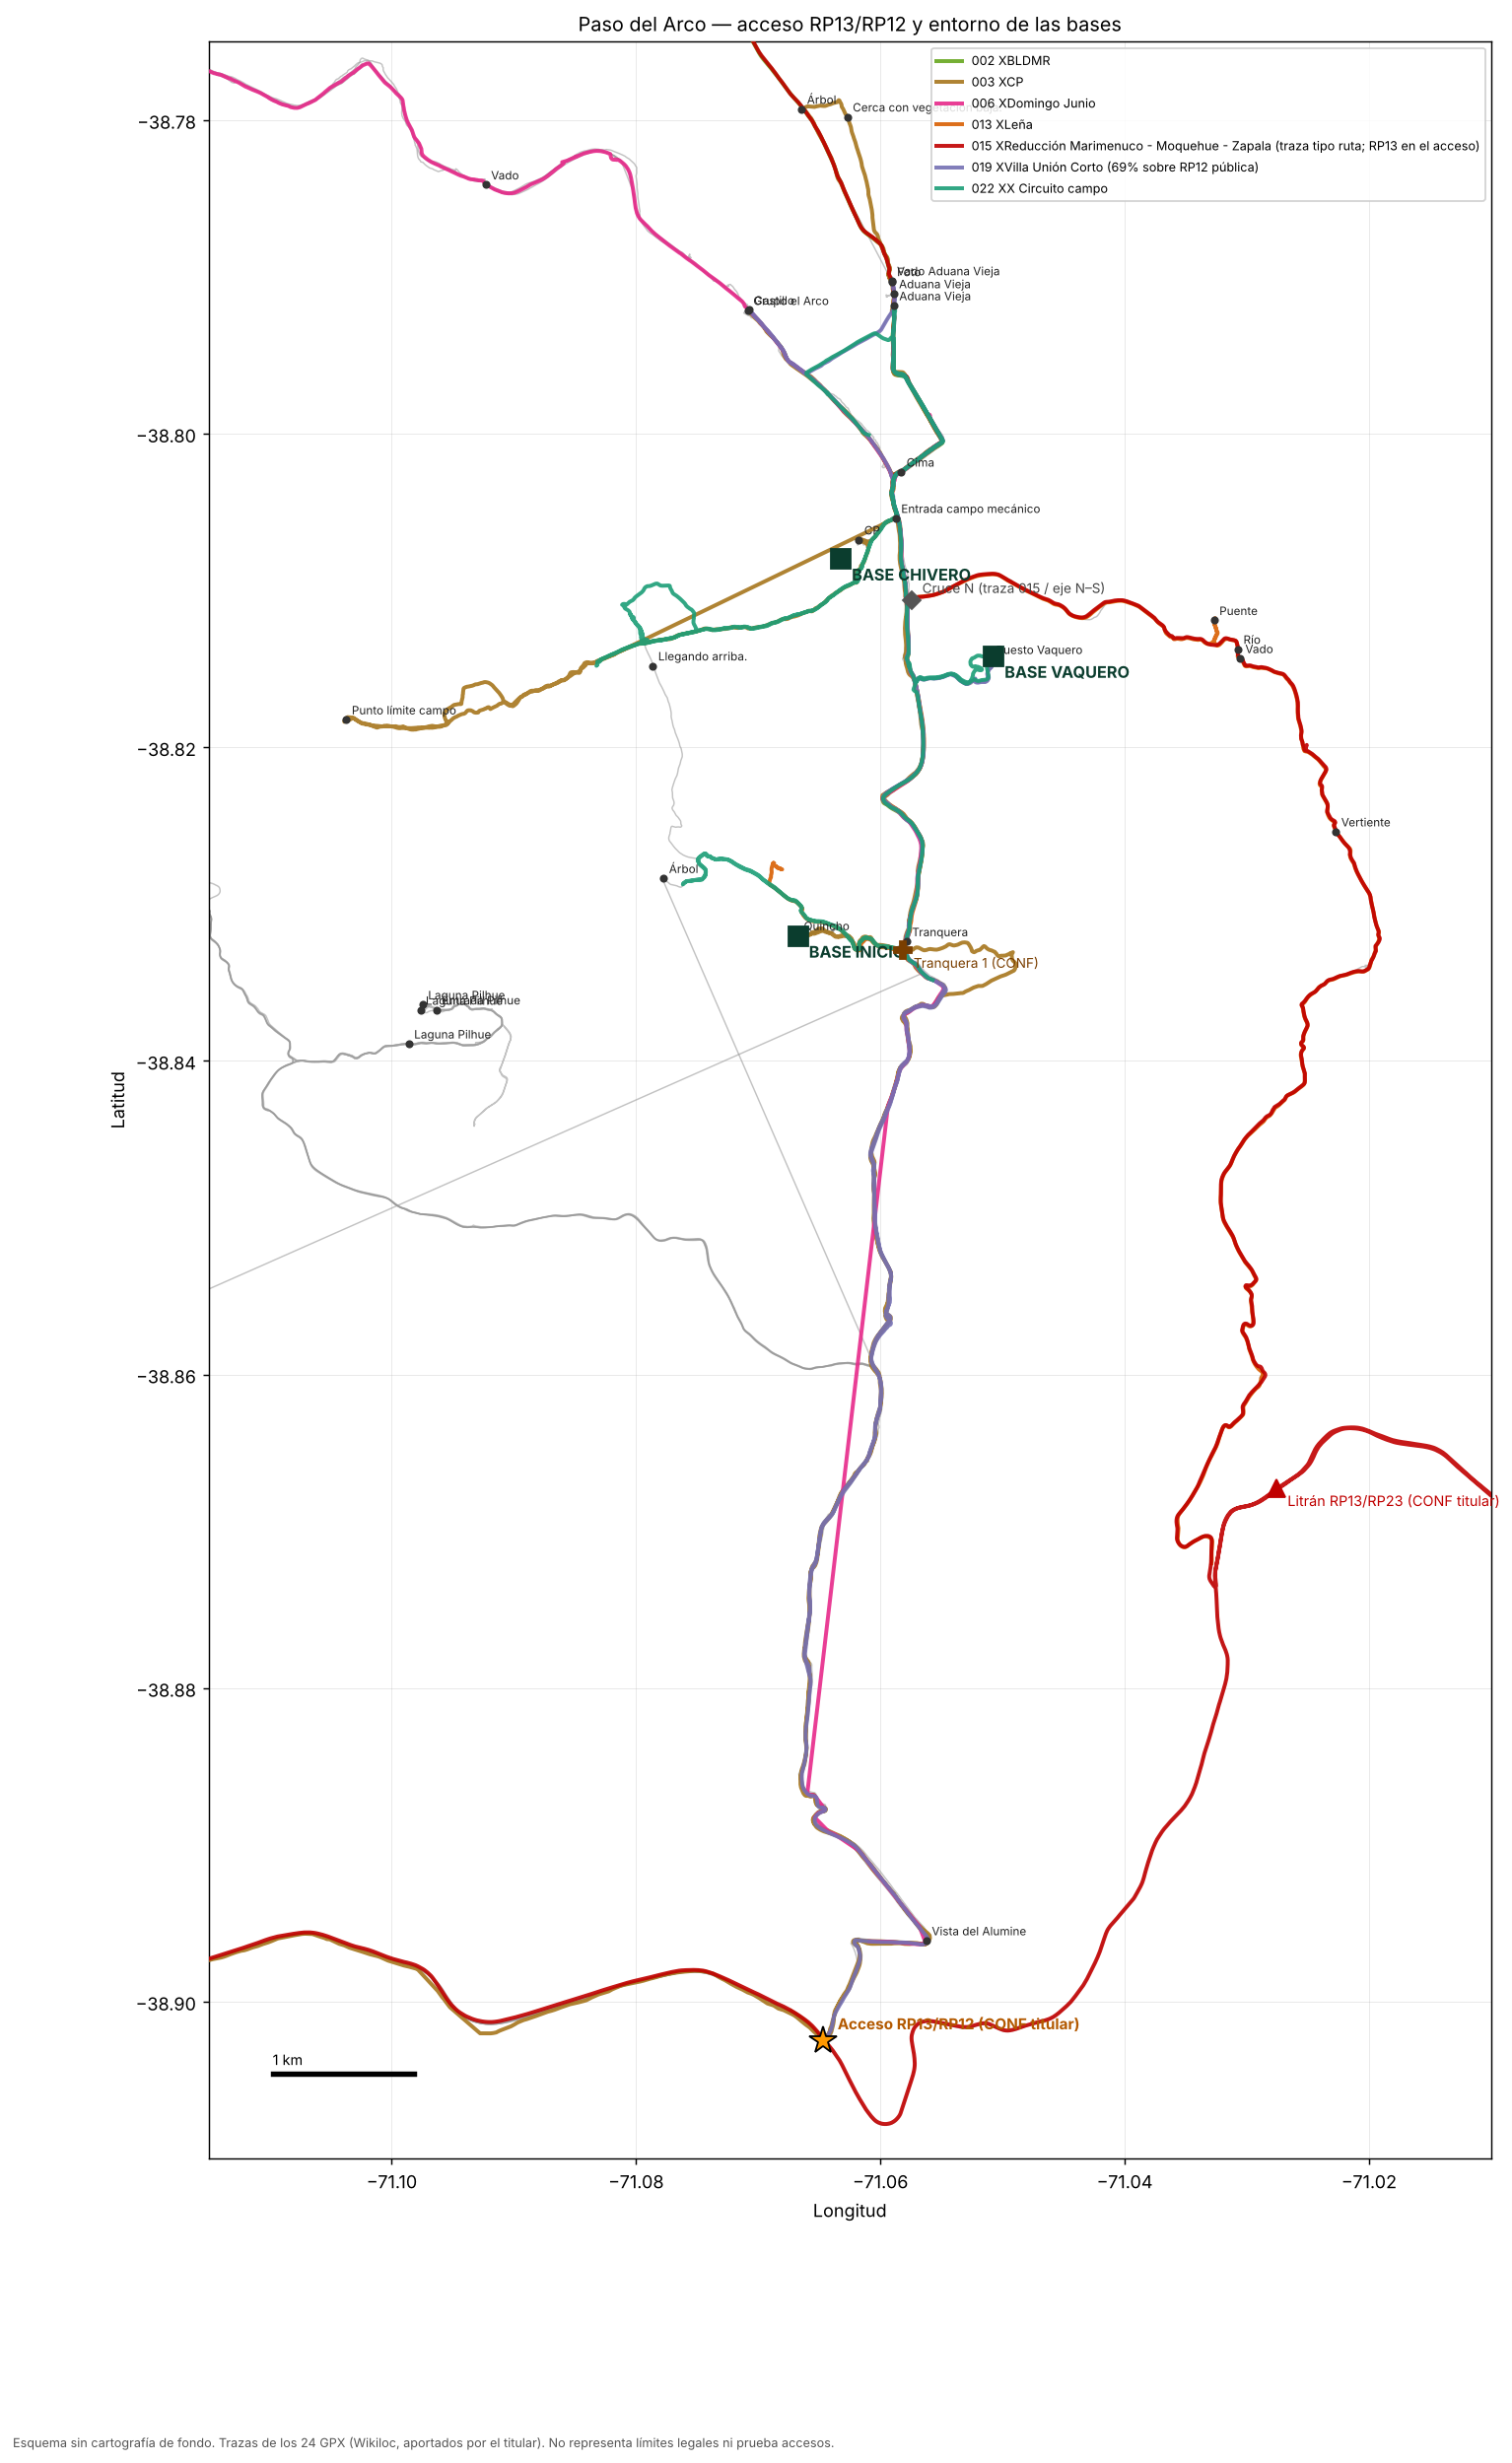 Paso del Arco — acceso RP13/RP12 y entorno de las bases
002 XBLDMR
003 XCP
006 XDomingo Junio
013 XLeña
015 XReducción Marimenuco - Moquehue - Zapala (traza tipo ruta; RP13 en el acceso)
019 XVilla Unión Corto (69% sobre RP12 pública)
022 XX Circuito campo
Árbol
Cerca con
−38.78
Vado
Vado Aduana Vieja
Aduana Vieja
Aduana Vieja
el Arco
−38.80
Cima
Entrada campo mecánico
CP
BASE CHIVERO
Cruce N (traza 015 / eje N–S)
Puente
Río
Vado
Puesto Vaquero
BASE VAQUERO
Llegando arriba.
Punto límite campo
−38.82
Vertiente
Árbol
Quincho
BASE INICIO
Tranquera
Tranquera 1 (CONF)
Laguna Pilhue
Laguna Pilhue
−38.84
Latitud
−38.86
Litrán RP13/RP23 (CONF titular)
−38.88
Vista del Alumine
−38.90
Acceso RP13/RP12 (CONF titular)
1 km
−71.10
−71.08
−71.06
−71.04
−71.02
Longitud
Esquema sin cartografía de fondo. Trazas de los 24 GPX (Wikiloc, aportados por el titular). No representa límites legales ni prueba accesos.